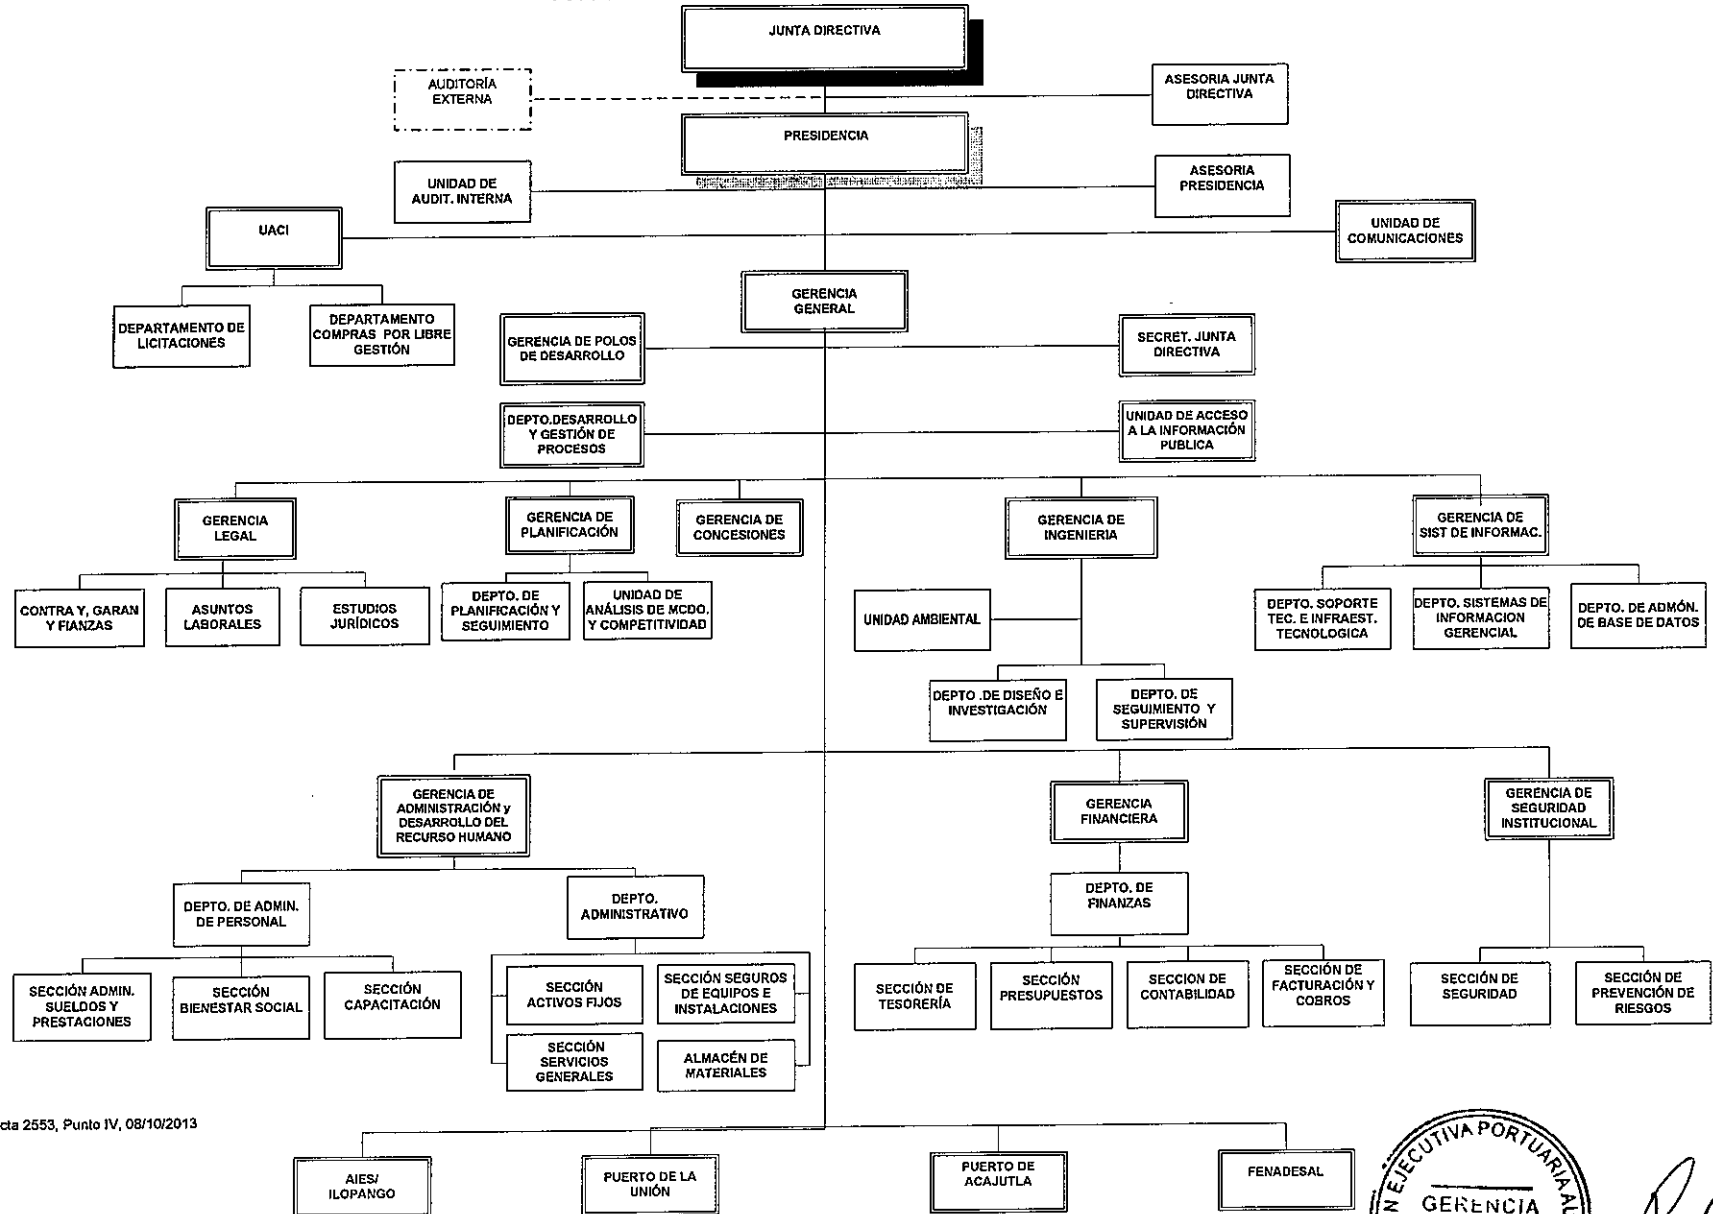 JUNTA DIRECTIVA
AUDITORÍA
EXTERNA
ASESORIA JUNTA
DIRECTIVA
PRESIDENCIA
UNIDAD DE
AUDIT. INTERNA
ASESORIA
PRESIDENCIA
UACI
UNIDAD DE
COMUNICACIONES
GERENCIA
GENERAL
DEPARTAMENTO DE
LICITACIONES
DEPARTAMENTO
COMPRAS POR LIBRE
GESTIÓN
GERENCIA DE POLOS
DE DESARROLLO
SECRET. JUNTA
DIRECTIVA
DEPTO.DESARROLLO
Y GESTIÓN DE
PROCESOS
UNIDAD DE ACCESO
A LA INFORMACIÓN
PUBLICA
GERENCIA
LEGAL
GERENCIA DE
PLANIFICACIÓN
GERENCIA DE
CONCESIONES
GERENCIA DE
INGENIERIA
GERENCIA DE
SIST DE INFORMAC.
CONTRA Y, GARAN
Y FIANZAS
ASUNTOS
LABORALES
ESTUDIOS
JURÍDICOS
DEPTO. DE
PLANIFICACIÓN Y
SEGUIMIENTO
UNIDAD DE
ANÁLISIS DE MCDO.
Y COMPETITIVIDAD
UNIDAD AMBIENTAL
DEPTO. SOPORTE
TEC. E INFRAEST.
TECNOLOGICA
DEPTO. SISTEMAS DE
INFORMACION
GERENCIAL
DEPTO. DE ADMÓN.
DE BASE DE DATOS
DEPTO .DE DISEÑO E
INVESTIGACIÓN
DEPTO. DE
SEGUIMIENTO Y
SUPERVISIÓN
GERENCIA DE
ADMINISTRACIÓN y
DESARROLLO DEL
RECURSO HUMANO
GERENCIA
FINANCIERA
GERENCIA DE
SEGURIDAD
INSTITUCIONAL
DEPTO. DE ADMIN.
DE PERSONAL
DEPTO.
ADMINISTRATIVO
DEPTO. DE
FINANZAS
SECCIÓN ADMIN.
SUELDOS Y
PRESTACIONES
SECCIÓN
BIENESTAR SOCIAL
SECCIÓN
CAPACITACIÓN
SECCIÓN
ACTIVOS FIJOS
SECCIÓN SEGUROS
DE EQUIPOS E
INSTALACIONES
SECCIÓN
SERVICIOS
GENERALES
ALMACÉN DE
MATERIALES
SECCIÓN DE
TESORERÍA
SECCIÓN
PRESUPUESTOS
SECCION DE
CONTABILIDAD
SECCIÓN DE
FACTURACIÓN Y
COBROS
SECCIÓN DE
SEGURIDAD
SECCIÓN DE
PREVENCIÓN DE
RIESGOS
cta 2553, Punto IV, 08/10/2013
AIES/
ILOPANGO
PUERTO DE LA
UNIÓN
PUERTO DE
ACAJUTLA
FENADESAL
N EJECUTIVA PORTUARIA
GERENCIA